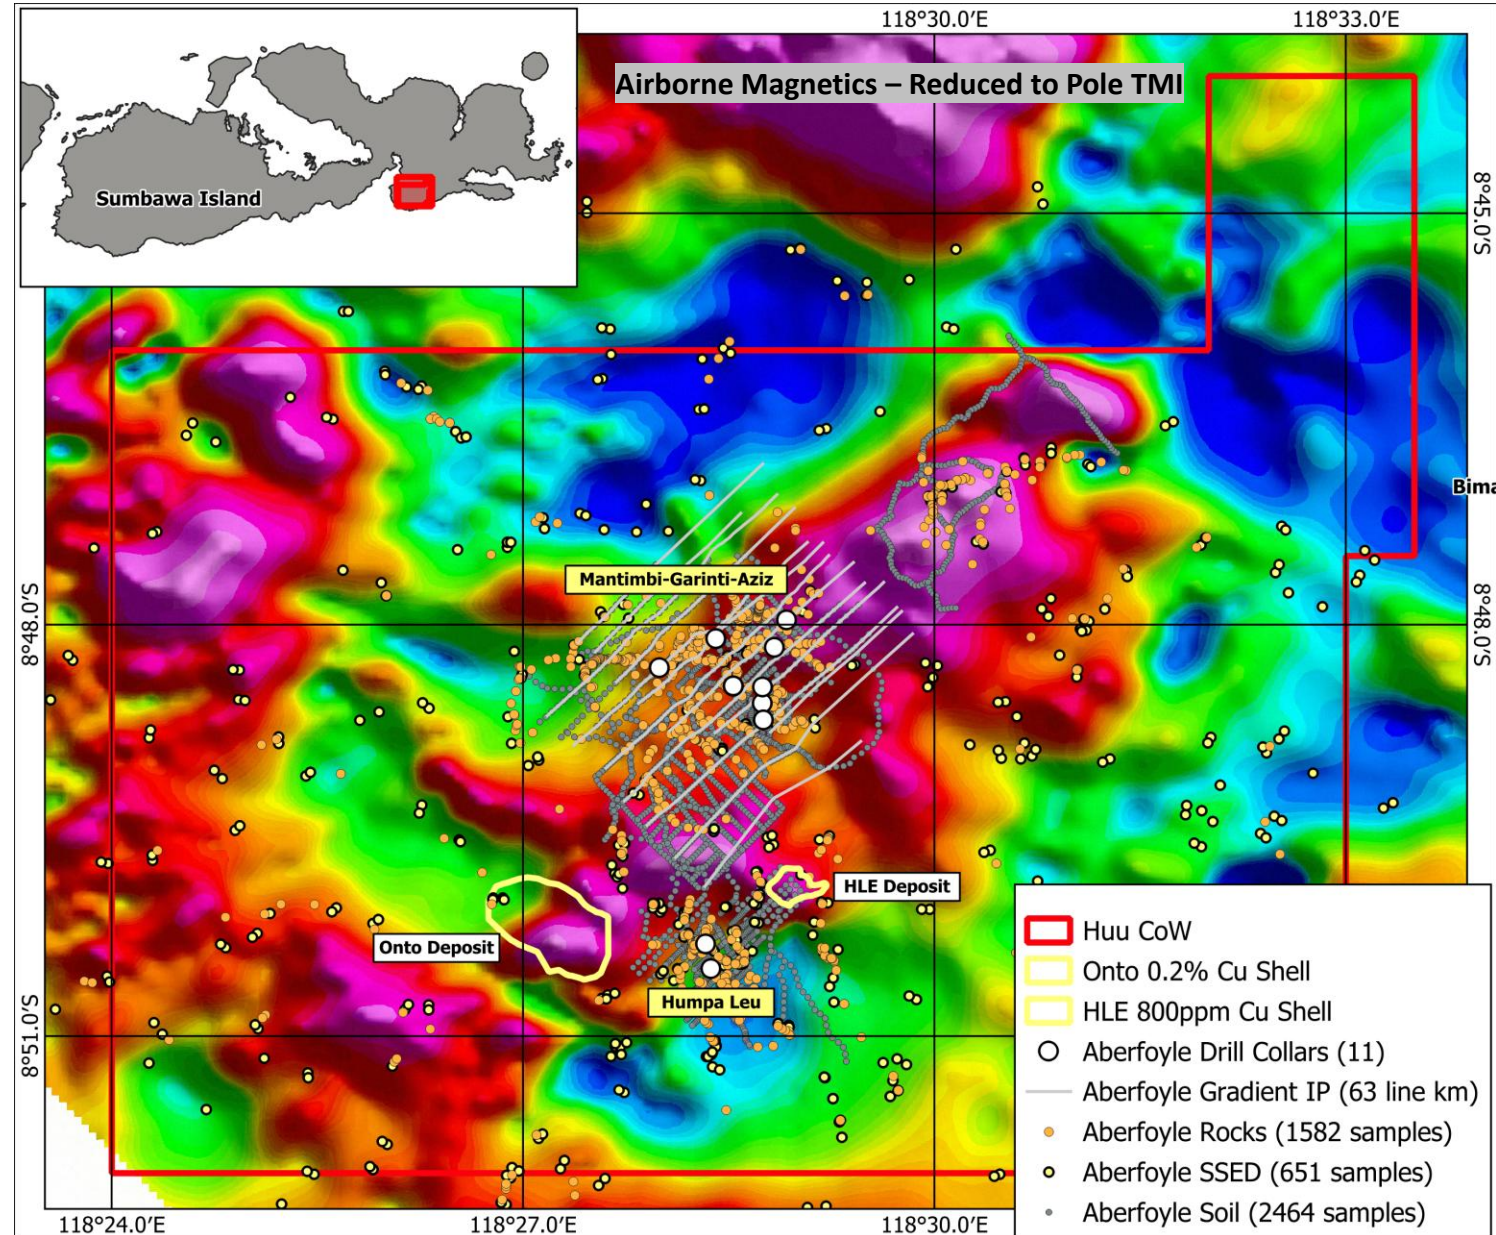 118°30.0'E
118°33.0'E
Airborne Magnetics – Reduced to Pole TMI
Sumbawa Island
8°45.0'S
Bima
Mantimbi-Garinti-Aziz
8°48.0'S
8°48.0'S
HLE Deposit
Onto Deposit
Humpa Leu
8°51.0'S
Huu CoW
Onto 0.2% Cu Shell
HLE 800ppm Cu Shell
Aberfoyle Drill Collars (11)
Aberfoyle Gradient IP (63 line km)
Aberfoyle Rocks (1582 samples)
Aberfoyle SSED (651 samples)
Aberfoyle Soil (2464 samples)
118°24.0'E
118°27.0'E
118°30.0'E